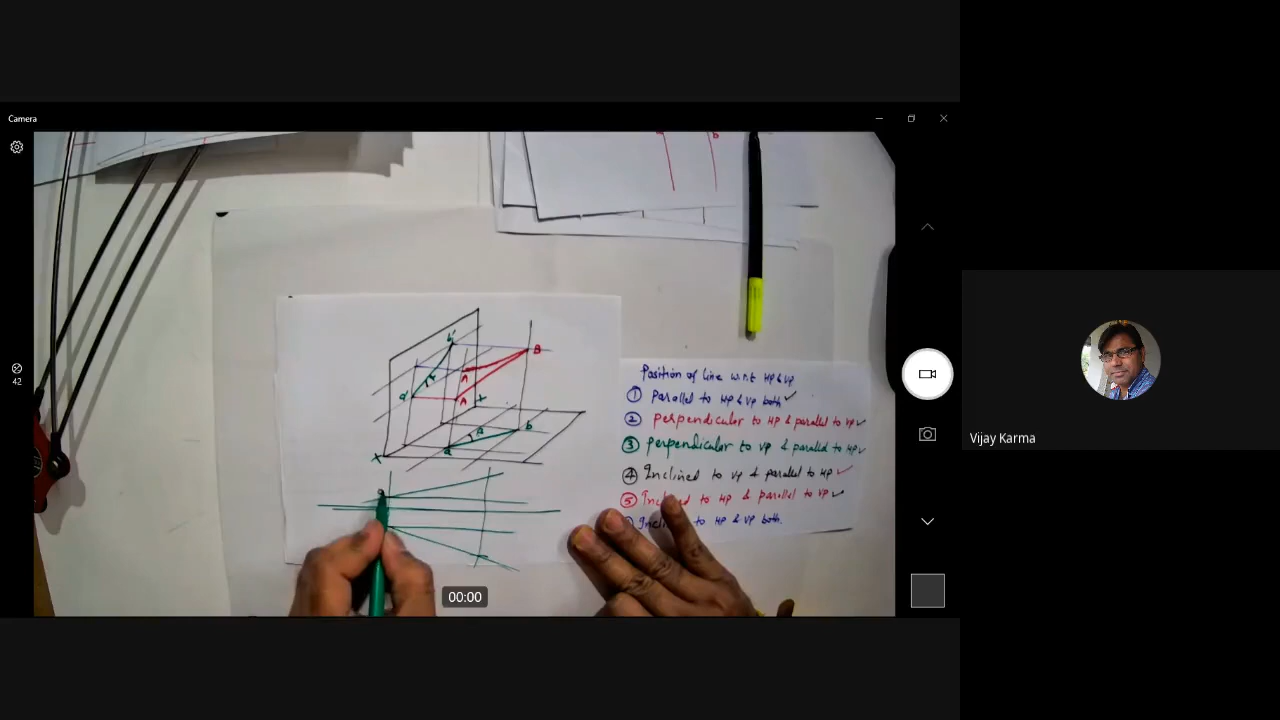 Camera
42
b'
B
A
a'
A
X
b
a
X
Position of Line w.r.t HP & VP
① parallel to HP & VP both ✓
② perpendicular to HP & parallel to VP ✓
③ perpendicular to VP & parallel to HP ✓
④ Inclined to VP & parallel to HP ✓
⑤ Inclined to HP & parallel to VP ✓
to HP & VP both.
00:00
Vijay Karma